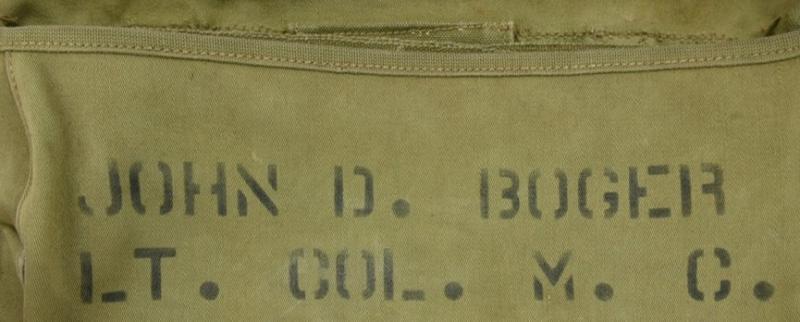 JOHN D. BOGER
LT. COL. M. C.